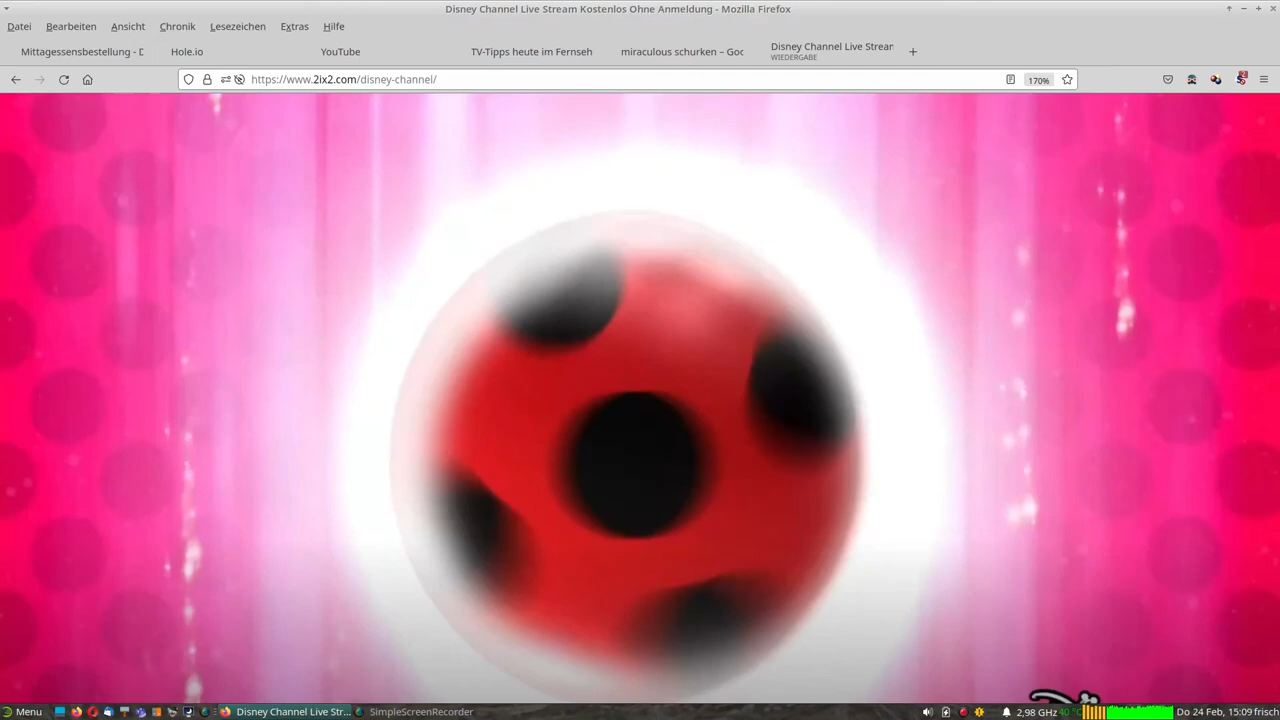 Disney Channel Live Stream Kostenlos Ohne Anmeldung - Mozilla Firefox
Datei Bearbeiten Ansicht Chronik Lesezeichen Extras Hilfe
Mittagessensbestellung - D Hole.io YouTube TV-Tipps heute im Fernseh miraculous schurken – Goo Disney Channel Live Strear
WIEDERGABE
https://www.2ix2.com/disney-channel/ 170%
Menu Disney Channel Live Str... SimpleScreenRecorder 2,98 GHz 40 °C Do 24 Feb, 15:09 frisch